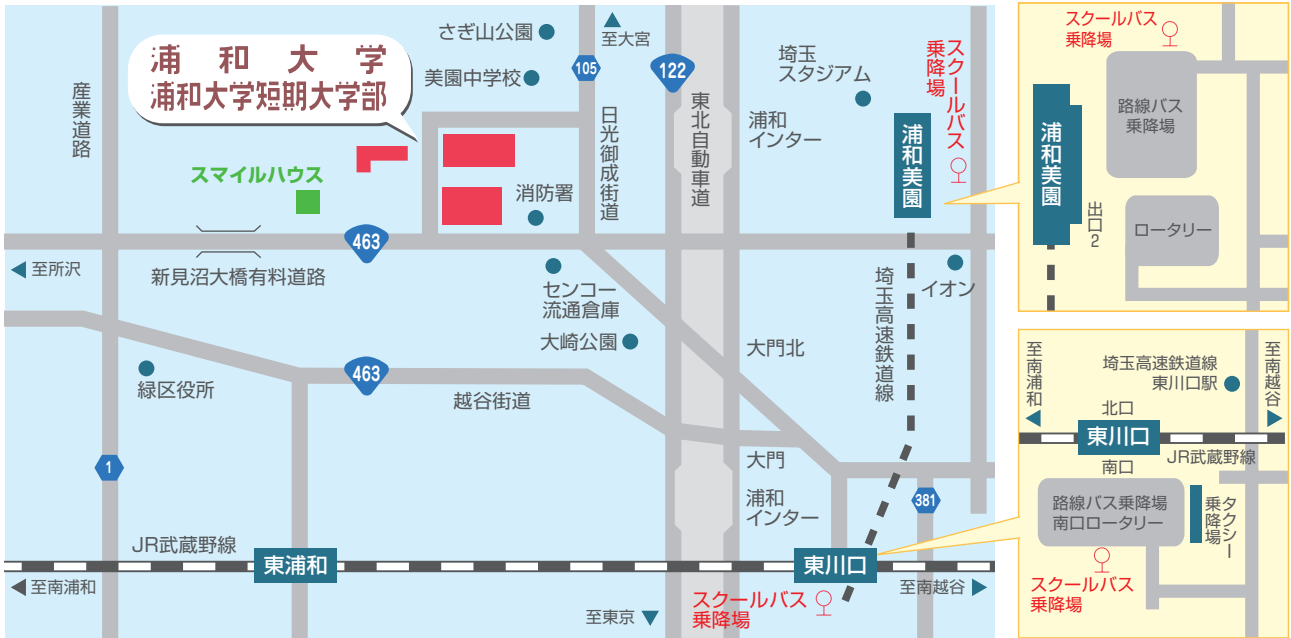 浦和大学
浦和大学短期大学部
さぎ山公園
至大宮
美園中学校
105
122
産業道路
日光御成街道
東北自動車道
埼玉
スタジアム
浦和
インター
スクールバス
乗降場
浦和美園
スマイルハウス
消防署
463
至所沢
新見沼大橋有料道路
センコー
流通倉庫
埼玉高速鉄道線
イオン
大崎公園
大門北
緑区役所
463
越谷街道
1
大門
浦和
インター
381
JR武蔵野線
東浦和
東川口
至南浦和
至南越谷
至東京
スクールバス
乗降場
スクールバス
乗降場
路線バス
乗降場
浦和美園
出口2
ロータリー
至南浦和
埼玉高速鉄道線
東川口駅
至南越谷
北口
東川口
南口
JR武蔵野線
路線バス乗降場
南口ロータリー
タクシー
乗降場
スクールバス
乗降場